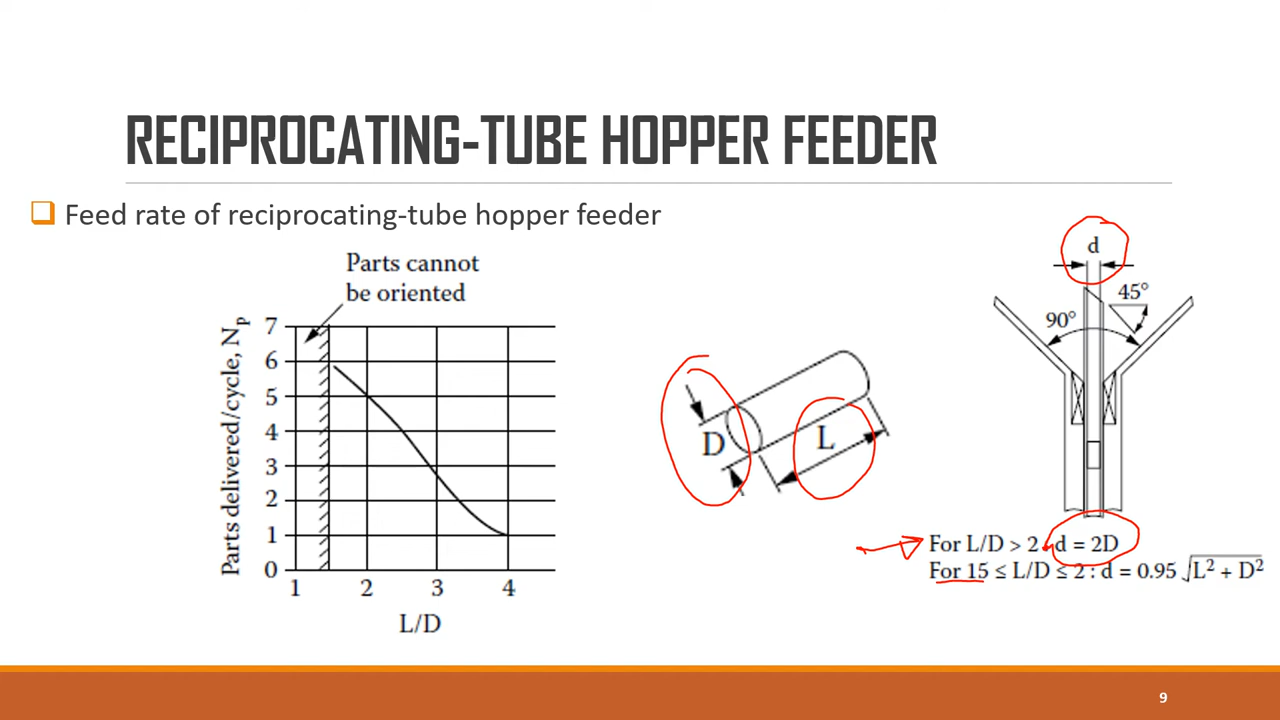 RECIPROCATING-TUBE HOPPER FEEDER
Feed rate of reciprocating-tube hopper feeder
Parts cannot
be oriented
Parts delivered/cycle, Np
7
6
5
4
3
2
1
0
1 2 3 4
L/D
D
L
d
45°
90°
For L/D > 2 d = 2D
For 15 ≤ L/D ≤ 2 : d = 0.95 √L² + D²
9